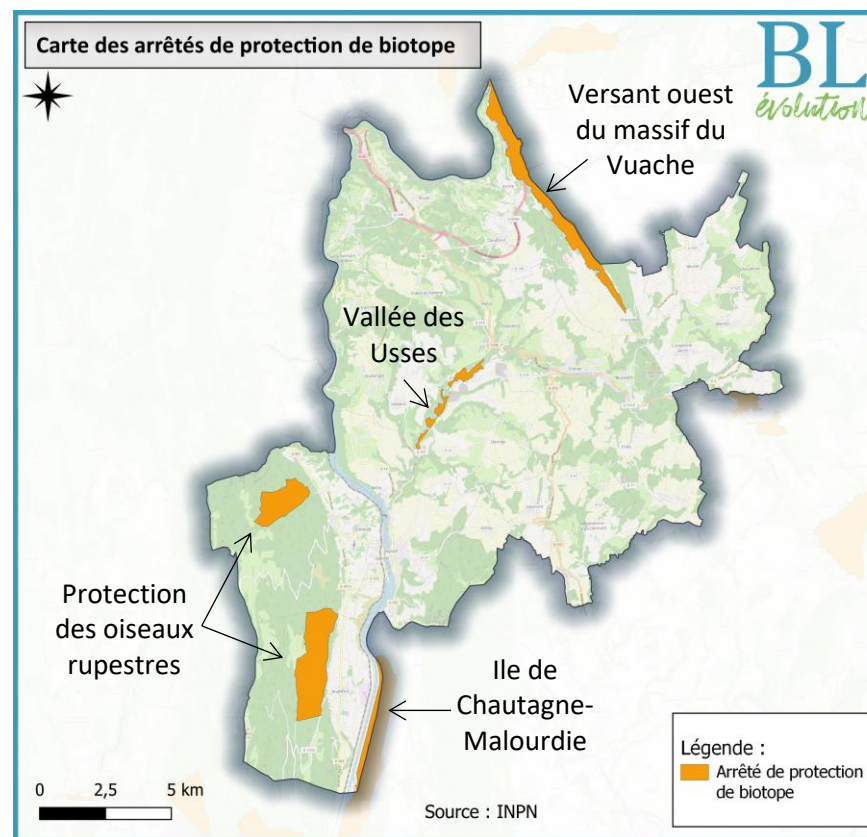 Carte des arrêtés de protection de biotope
BL
évolution
Versant ouest
du massif du
Vuache
Vallée des
Usses
Protection
des oiseaux
rupestres
Ile de
Chautagne-
Malourdie
Légende :
Arrêté de protection
de biotope
0 2,5 5 km
Source : INPN